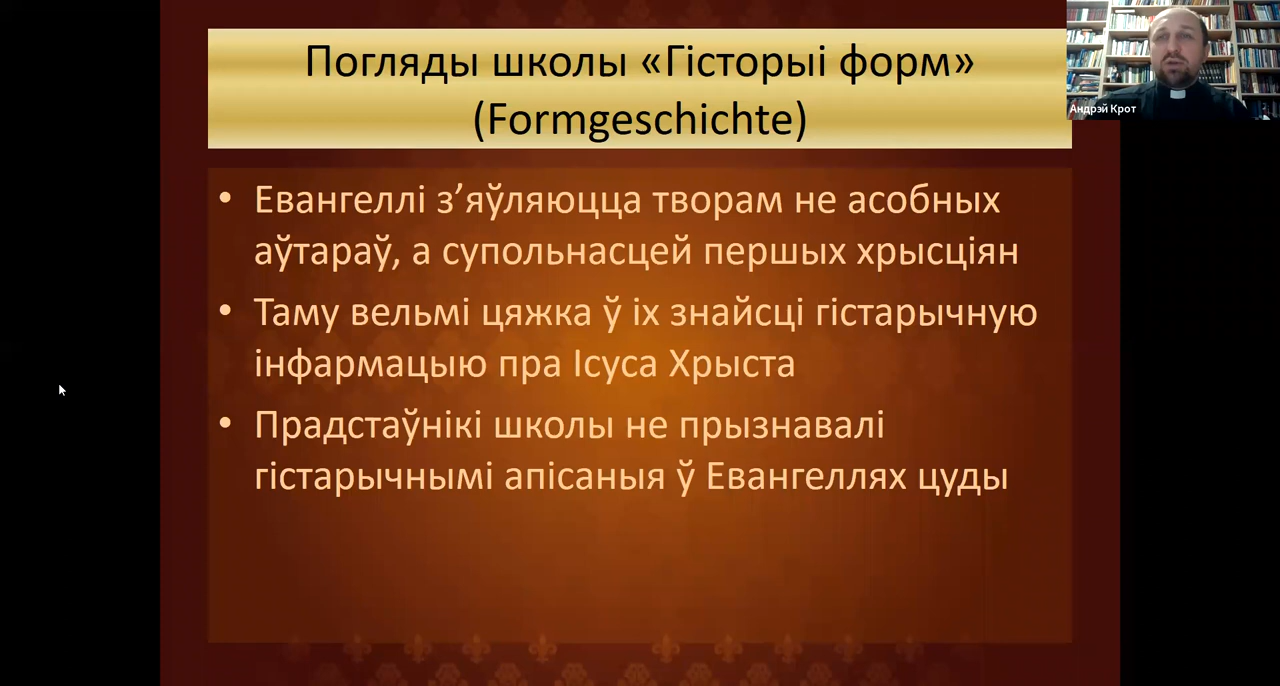 Погляды школы «Гісторыі форм»
(Formgeschichte)
Андрэй Крот
• Евангеллі з’яўляюцца творам не асобных
аўтараў, а супольнасцей першых хрысціян
• Таму вельмі цяжка ў іх знайсці гістарычную
інфармацыю пра Ісуса Хрыста
• Прадстаўнікі школы не прызнавалі
гістарычнымі апісаныя ў Евангеллях цуды